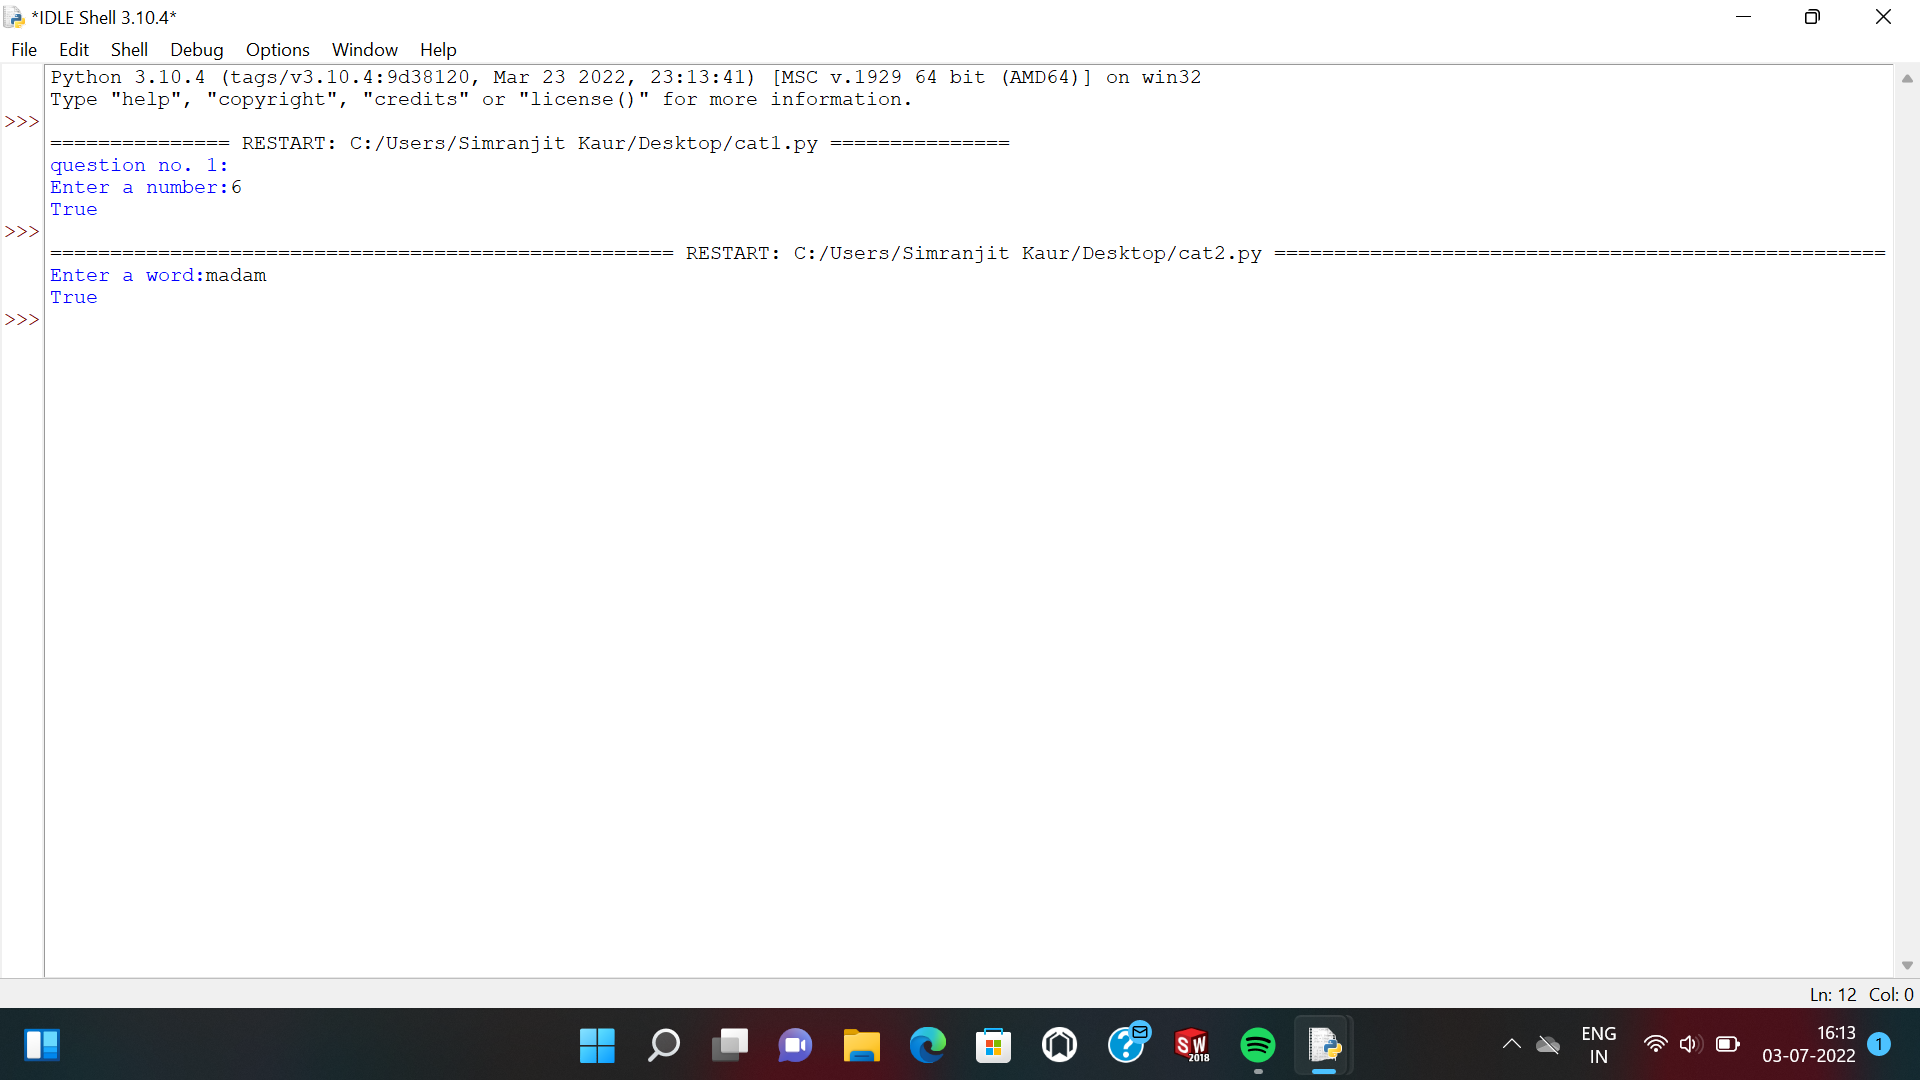 *IDLE Shell 3.10.4*
File Edit Shell Debug Options Window Help
Python 3.10.4 (tags/v3.10.4:9d38120, Mar 23 2022, 23:13:41) [MSC v.1929 64 bit (AMD64)] on win32
Type "help", "copyright", "credits" or "license()" for more information.
>>>
=============== RESTART: C:/Users/Simranjit Kaur/Desktop/cat1.py ===============
question no. 1:
Enter a number:6
True
>>>
==================================================== RESTART: C:/Users/Simranjit Kaur/Desktop/cat2.py ===================================================
Enter a word:madam
True
>>>
Ln: 12 Col: 0
SW 2018
ENG IN
16:13
03-07-2022
1